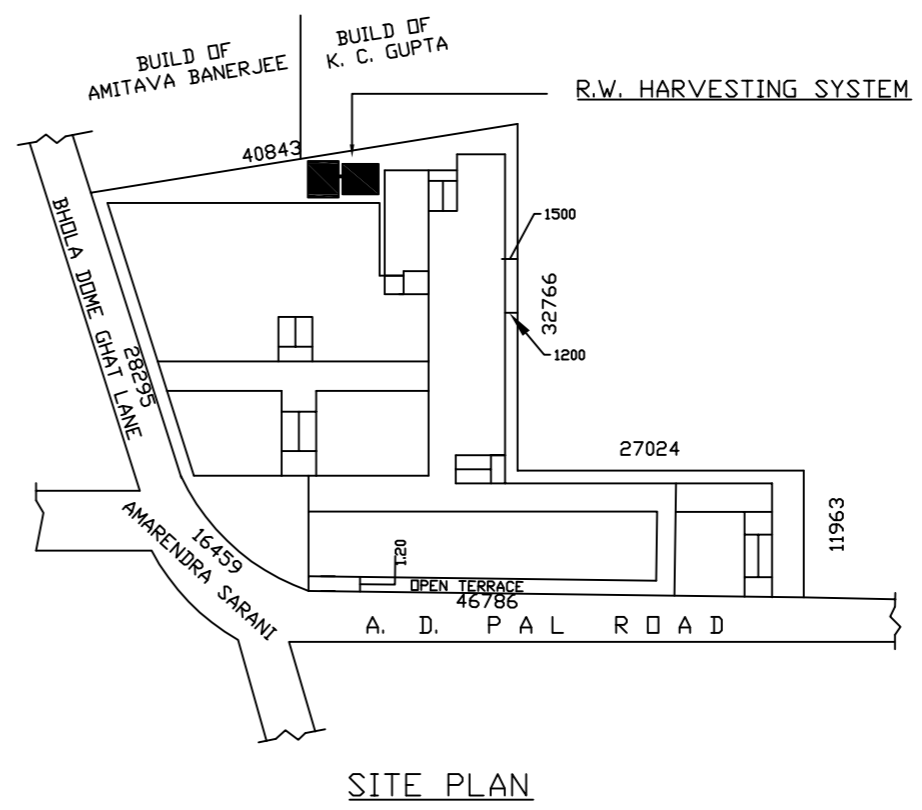 BUILD OF
AMITAVA BANERJEE
BUILD OF
K. C. GUPTA
R.W. HARVESTING SYSTEM
40843
1500
32766
1200
BHOLA DOME GHAT LANE
28295
27024
11963
AMARENDRA SARANI
16459
1:20
OPEN TERRACE
46786
A. D. PAL ROAD
SITE PLAN